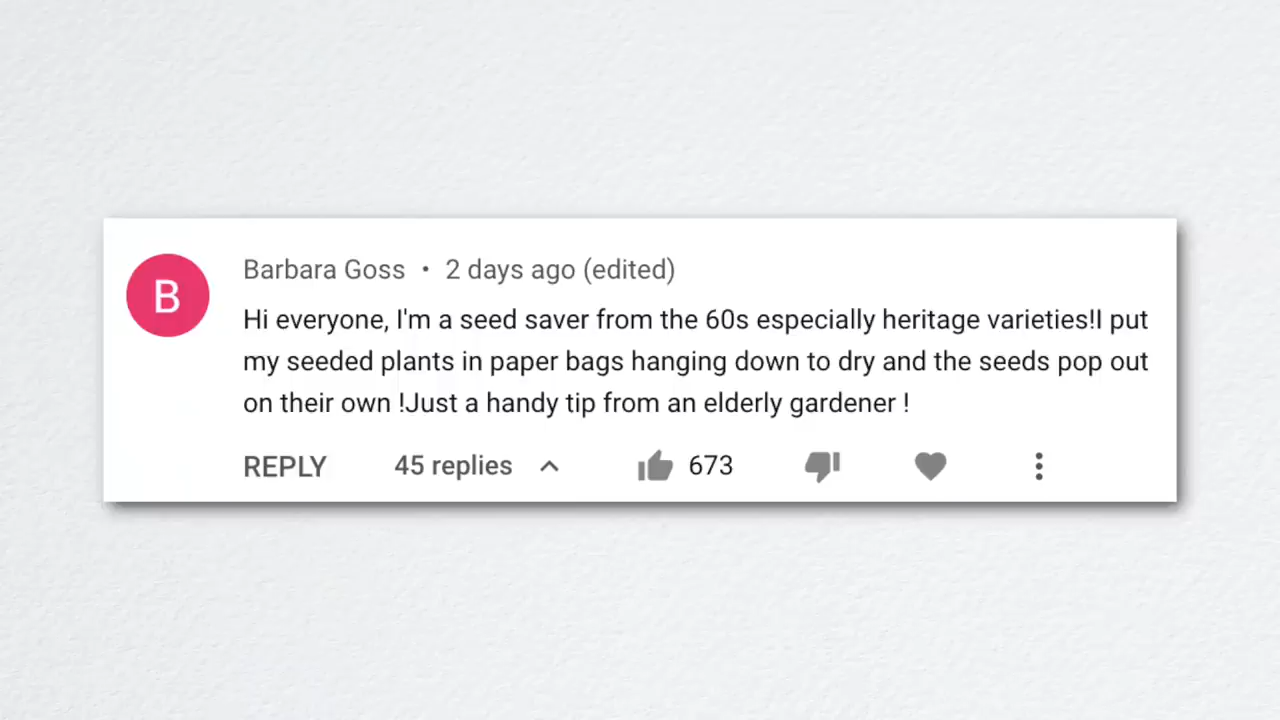 B
Barbara Goss • 2 days ago (edited)
Hi everyone, I'm a seed saver from the 60s especially heritage varieties!I put
my seeded plants in paper bags hanging down to dry and the seeds pop out
on their own !Just a handy tip from an elderly gardener !
REPLY 45 replies 673